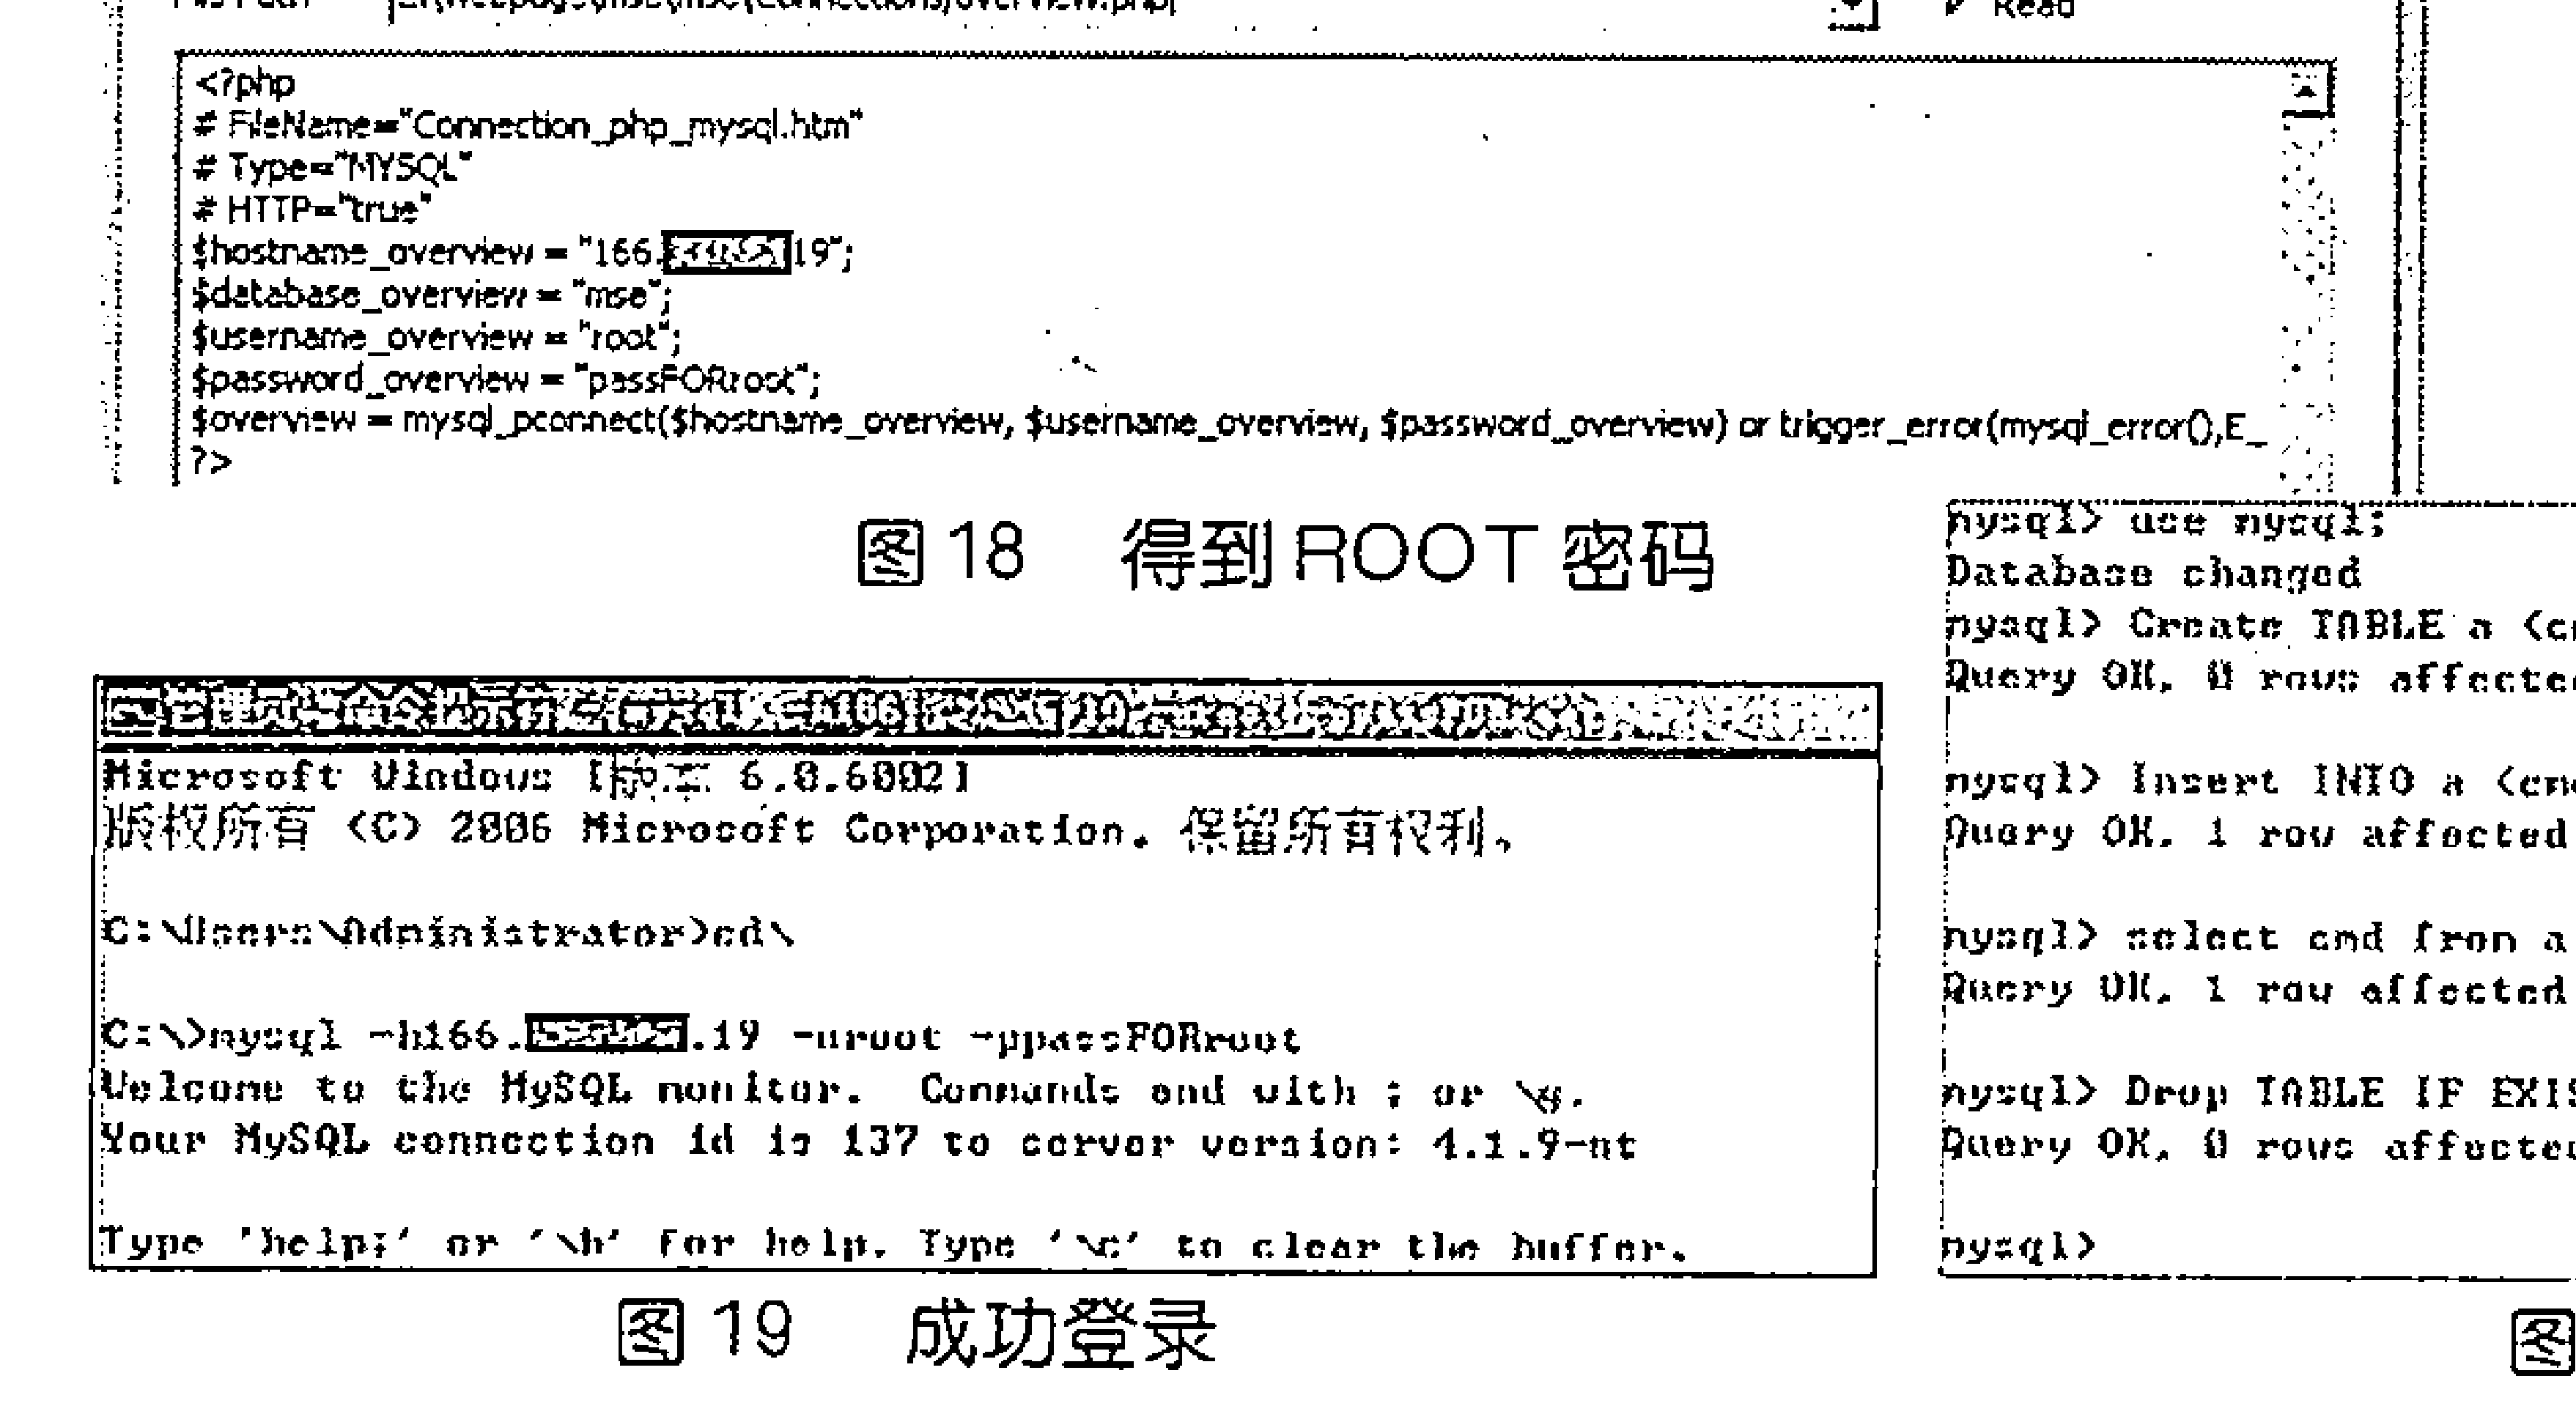 Read
<?php
# FileName="Connection_php_mysql.htm"
# Type="MYSQL"
# HTTP="true"
$hostname_overview = "166. 19";
$database_overview = "mse";
$username_overview = "root";
$password_overview = "passFORroot";
$overview = mysql_pconnect($hostname_overview, $username_overview, $password_overview) or trigger_error(mysql_error(),E_
?>
图 18 得到 ROOT 密码
Microsoft Windows [版本 6.0.6002]
版权所有 (C) 2006 Microsoft Corporation. 保留所有权利。
C:\Users\Administrator>cd\
C:\>mysql -h166. .19 -uroot -ppassFORroot
Welcome to the MySQL monitor. Commands end with ; or \g.
Your MySQL connection id is 137 to server version: 4.1.9-nt
Type 'help;' or '\h' for help. Type '\c' to clear the buffer.
图 19 成功登录
mysql> use mysql;
Database changed
mysql> Create TABLE a (c
Query OK, 0 rows affecte
mysql> Insert INTO a (cm
Query OK, 1 row affected
mysql> select cmd from a
Query OK, 1 row affected
mysql> Drop TABLE IF EXIS
Query OK, 0 rows affecte
mysql>
图